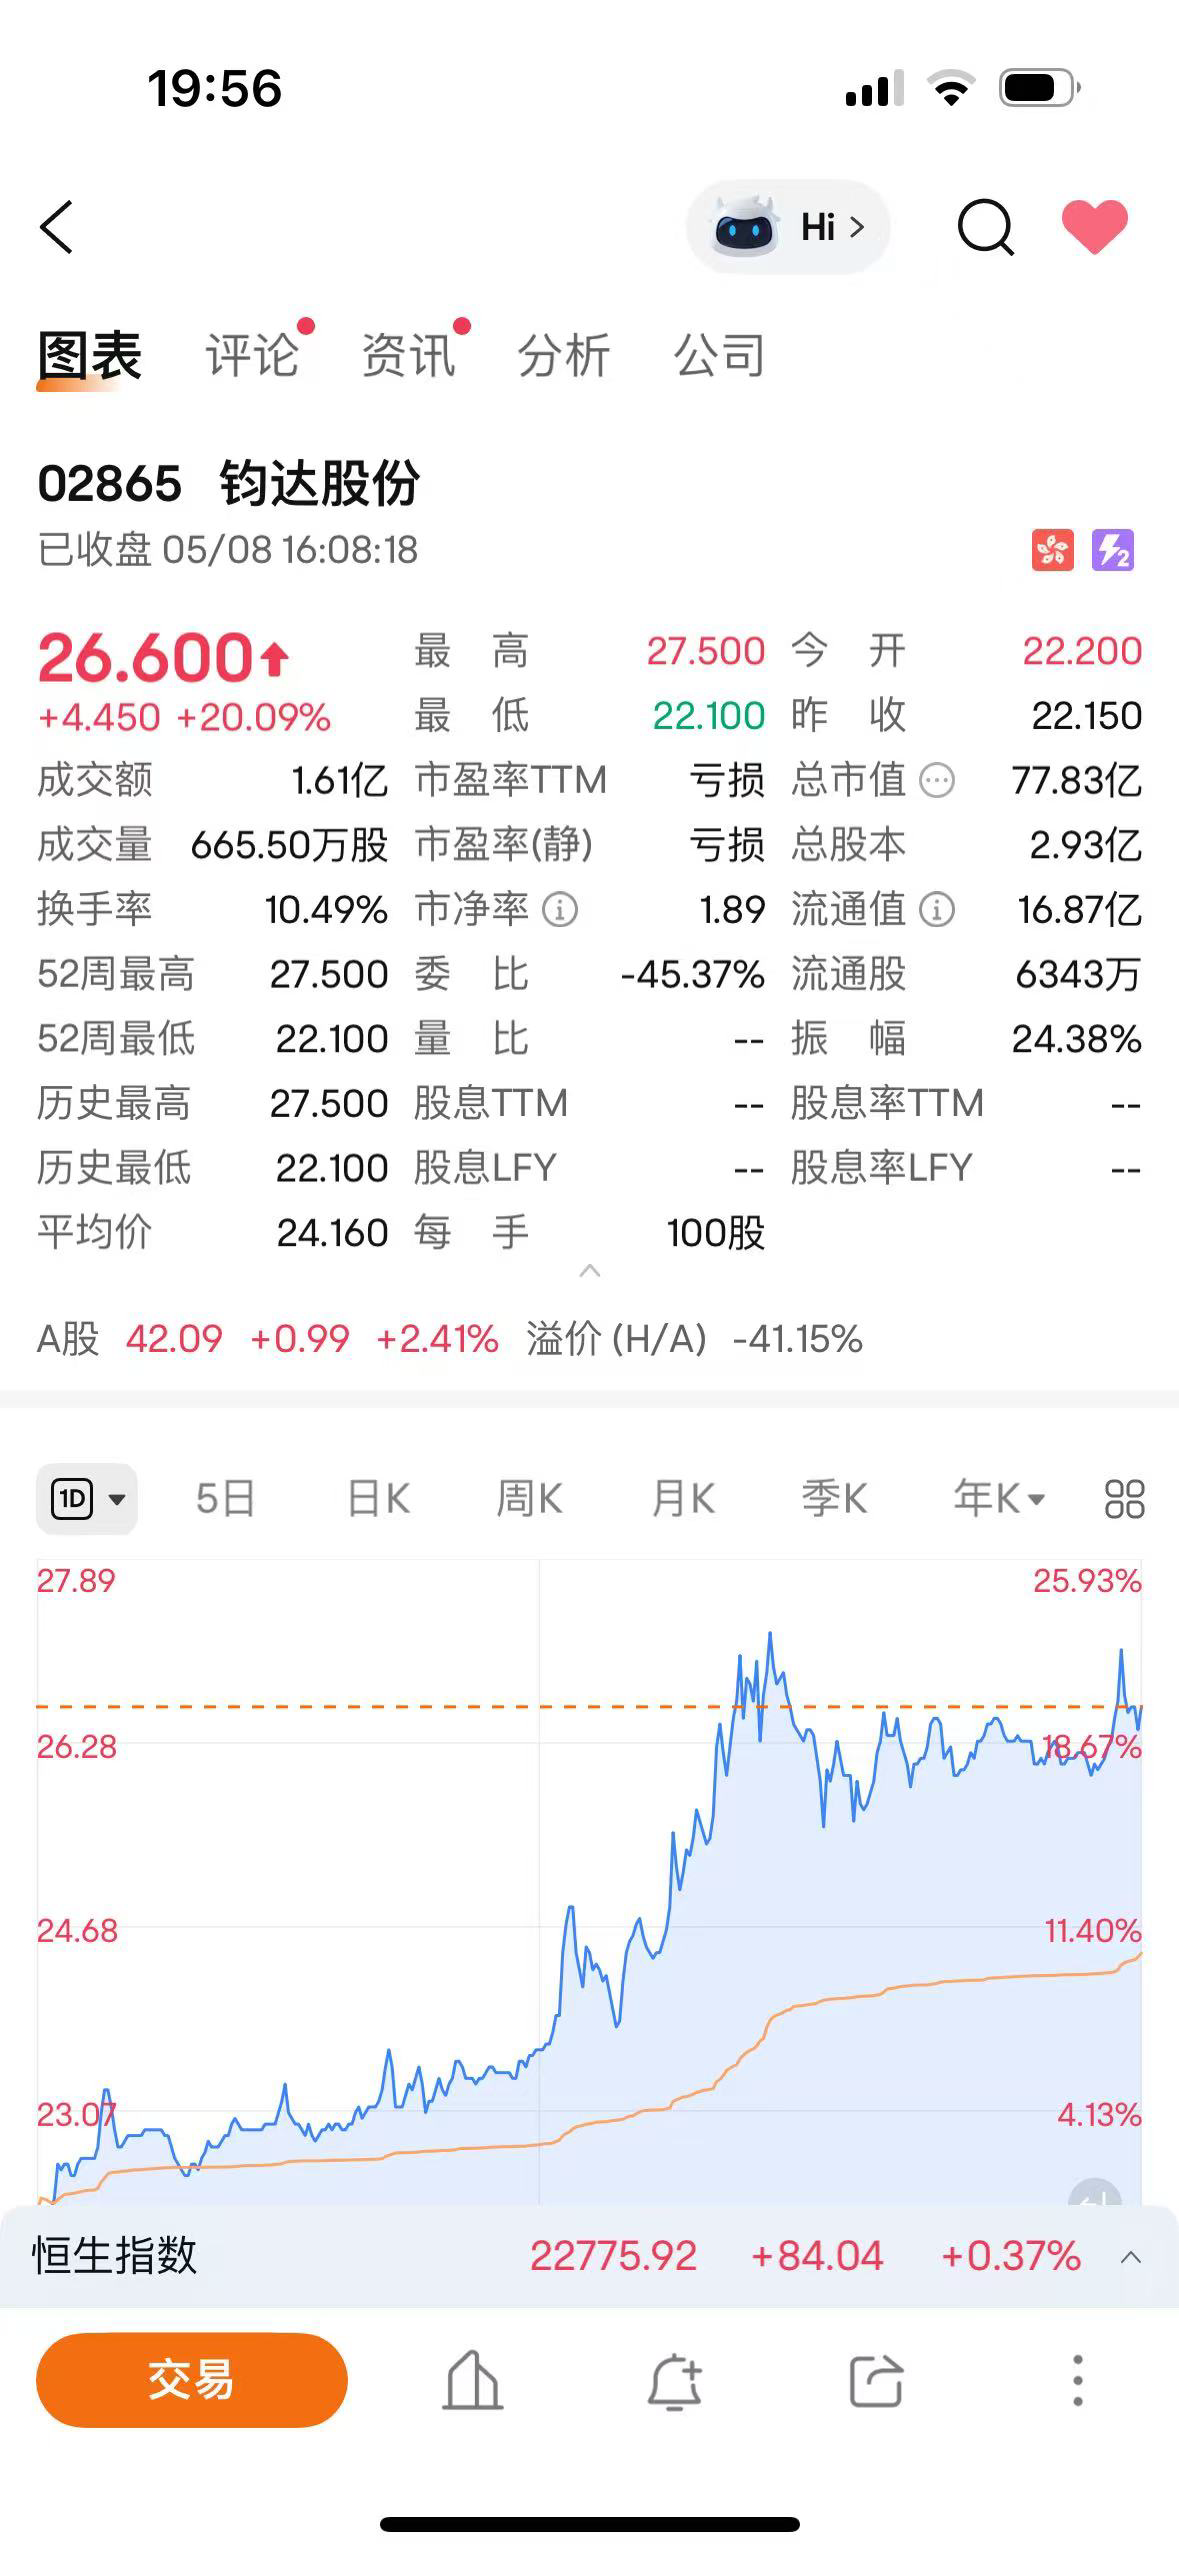 19:56
Hi >
图表 评论 资讯 分析 公司
02865 钧达股份
已收盘 05/08 16:08:18
26.600 最高 27.500 今开 22.200
+4.450 +20.09% 最低 22.100 昨收 22.150
成交额 1.61亿 市盈率TTM 亏损 总市值 77.83亿
成交量 665.50万股 市盈率(静) 亏损 总股本 2.93亿
换手率 10.49% 市净率 1.89 流通值 16.87亿
52周最高 27.500 委比 -45.37% 流通股 6343万
52周最低 22.100 量比 -- 振幅 24.38%
历史最高 27.500 股息TTM -- 股息率TTM --
历史最低 22.100 股息LFY -- 股息率LFY --
平均价 24.160 每手 100股
A股 42.09 +0.99 +2.41% 溢价 (H/A) -41.15%
1D 5日 日K 周K 月K 季K 年K
27.89 25.93%
26.28 18.67%
24.68 11.40%
23.07 4.13%
恒生指数 22775.92 +84.04 +0.37%
交易